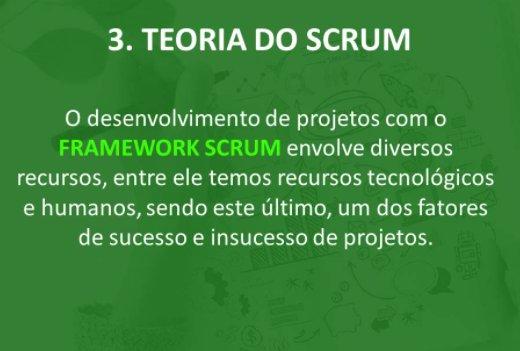 3. TEORIA DO SCRUM
O desenvolvimento de projetos com o
FRAMEWORK SCRUM envolve diversos
recursos, entre ele temos recursos tecnológicos
e humanos, sendo este último, um dos fatores
de sucesso e insucesso de projetos.